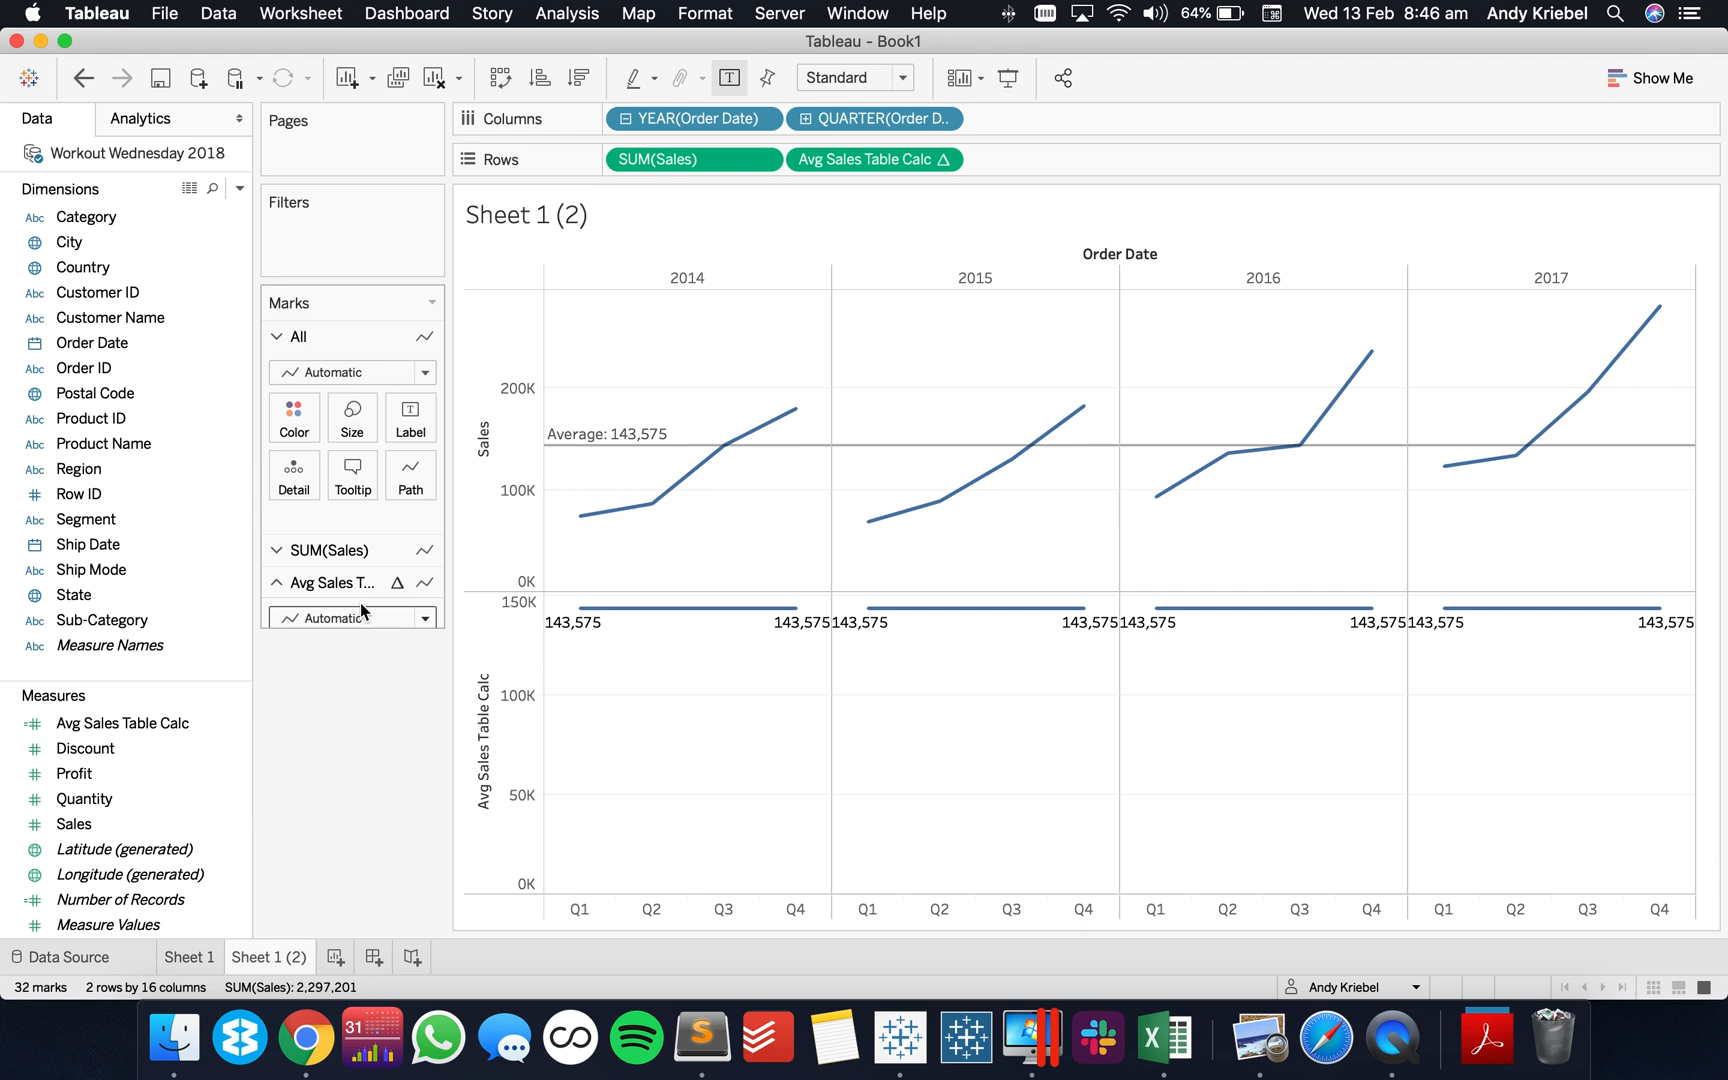 Tableau File Data Worksheet Dashboard Story Analysis Map Format Server Window Help 64% Wed 13 Feb 8:46 am Andy Kriebel
Tableau - Book1
Standard
Show Me
Data
Analytics
Workout Wednesday 2018
Dimensions
Abc Category
City
Country
Abc Customer ID
Abc Customer Name
Order Date
Abc Order ID
Postal Code
Abc Product ID
Abc Product Name
Abc Region
# Row ID
Abc Segment
Ship Date
Abc Ship Mode
State
Abc Sub-Category
Abc Measure Names
Measures
=# Avg Sales Table Calc
# Discount
# Profit
# Quantity
# Sales
Latitude (generated)
Longitude (generated)
=# Number of Records
# Measure Values
Pages
Filters
Marks
All
Automatic
Color Size Label
Detail Tooltip Path
SUM(Sales)
Avg Sales T... Δ
Automatic
Columns YEAR(Order Date) QUARTER(Order D..
Rows SUM(Sales) Avg Sales Table Calc Δ
Sheet 1 (2)
Order Date
2014 2015 2016 2017
Sales
200K
Average: 143,575
100K
0K
Avg Sales Table Calc
150K
143,575 143,575 143,575 143,575 143,575 143,575 143,575 143,575
100K
50K
0K
Q1 Q2 Q3 Q4 Q1 Q2 Q3 Q4 Q1 Q2 Q3 Q4 Q1 Q2 Q3 Q4
Data Source Sheet 1 Sheet 1 (2)
32 marks 2 rows by 16 columns SUM(Sales): 2,297,201 Andy Kriebel
31